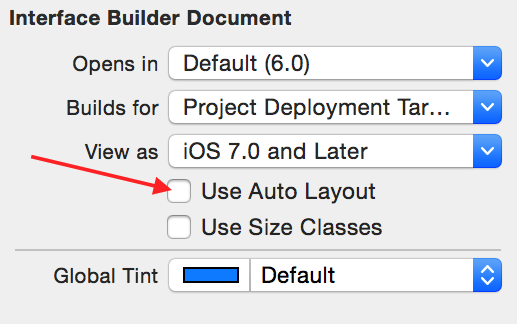 Interface Builder Document
Opens in Default (6.0)
Builds for Project Deployment Tar...
View as iOS 7.0 and Later
Use Auto Layout
Use Size Classes
Global Tint Default